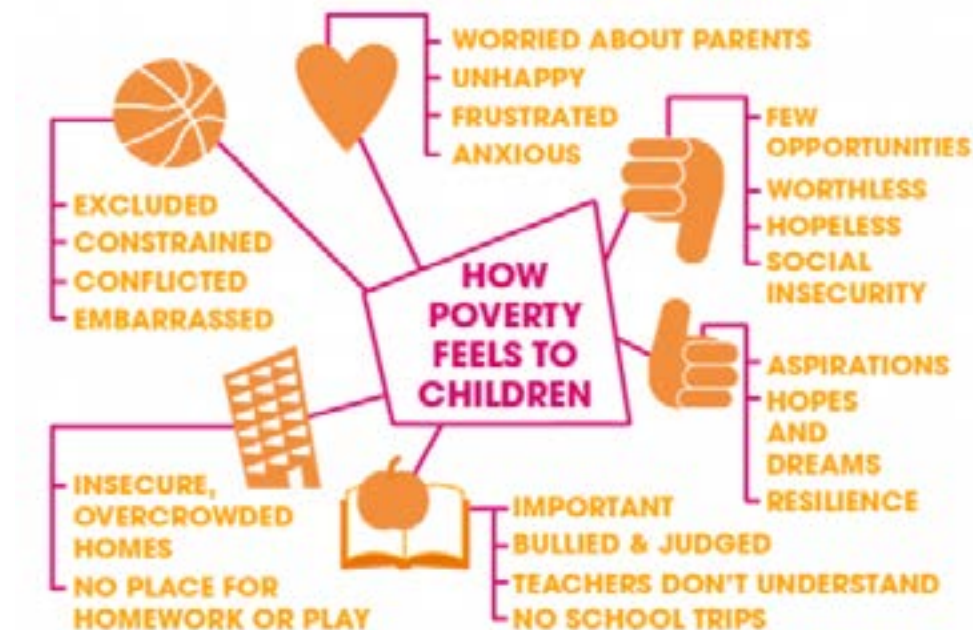 WORRIED ABOUT PARENTS
UNHAPPY
FRUSTRATED
ANXIOUS
FEW
OPPORTUNITIES
WORTHLESS
HOPELESS
SOCIAL
INSECURITY
EXCLUDED
CONSTRAINED
CONFLICTED
EMBARRASSED
HOW
POVERTY
FEELS TO
CHILDREN
ASPIRATIONS
HOPES
AND
DREAMS
RESILIENCE
INSECURE,
OVERCROWDED
HOMES
NO PLACE FOR
HOMEWORK OR PLAY
IMPORTANT
BULLIED & JUDGED
TEACHERS DON'T UNDERSTAND
NO SCHOOL TRIPS